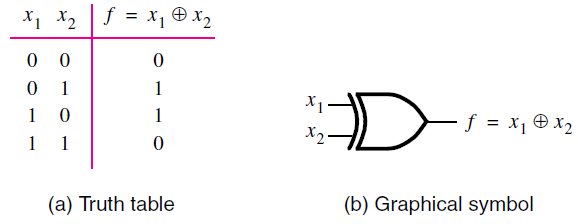 x₁ x₂ f = x₁ ⊕ x₂
0 0 0
0 1 1
1 0 1
1 1 0
(a) Truth table
x₁
x₂
f = x₁ ⊕ x₂
(b) Graphical symbol